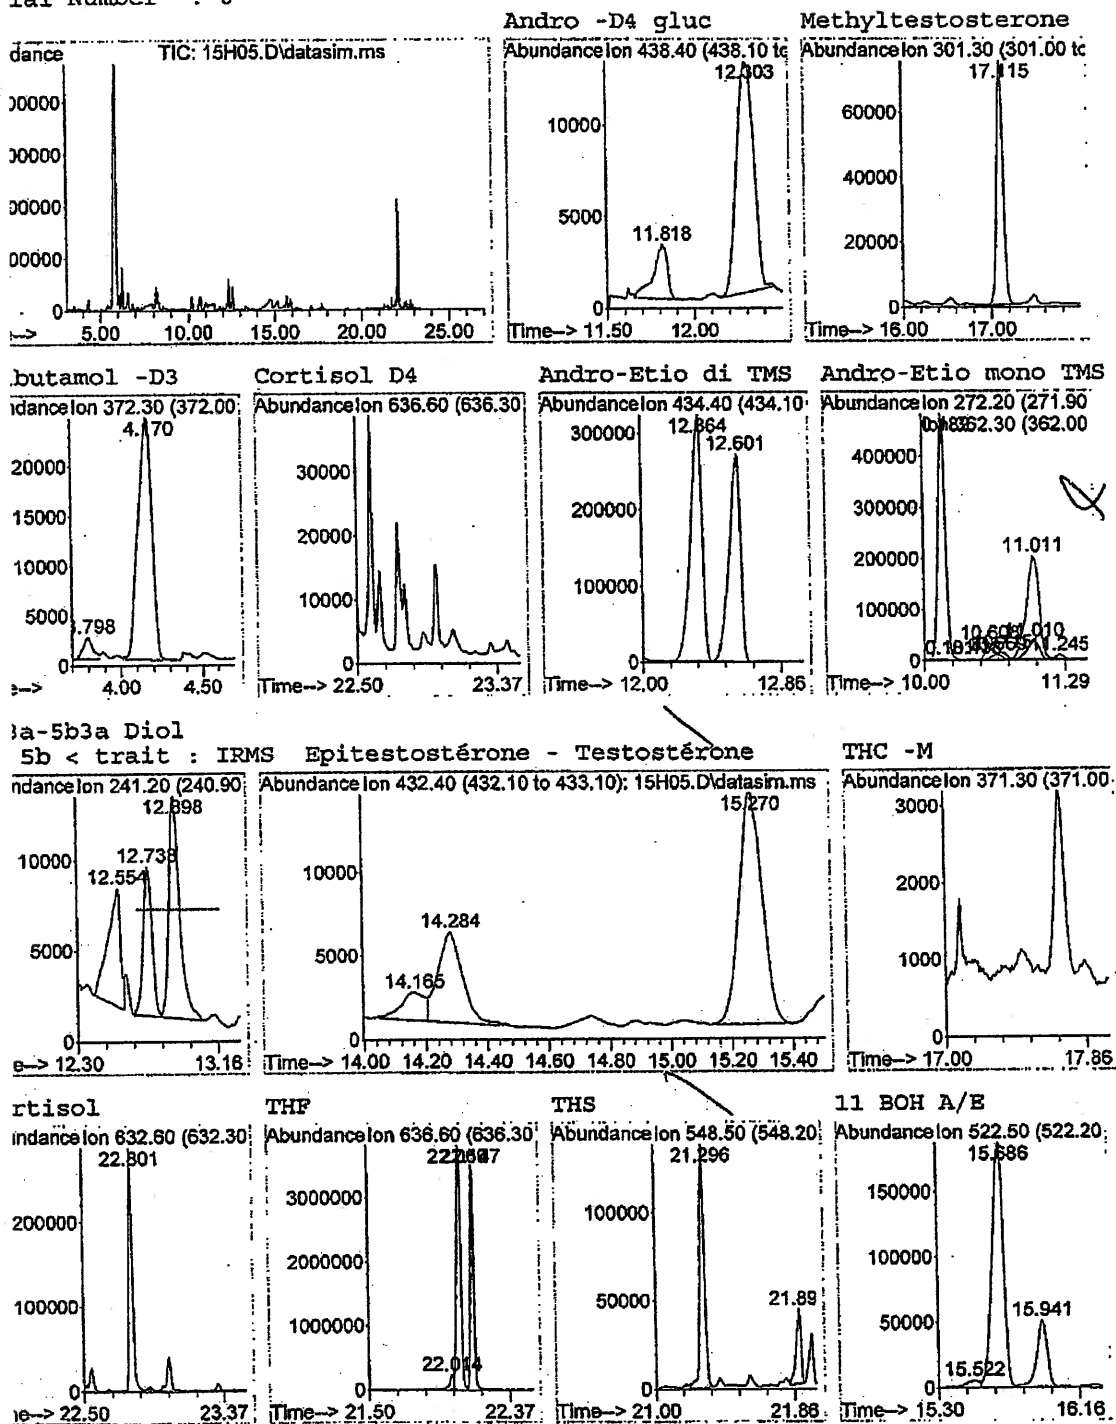 Andro -D4 gluc
Methyltestosterone
TIC: 15H05.D\datasim.ms
5.00 10.00 15.00 20.00 25.00
Abundance Ion 438.40 (438.10 to
12.303
10000
5000
0
11.818
Time--> 11.50 12.00
Abundance Ion 301.30 (301.00 to
17.115
60000
40000
20000
0
Time--> 16.00 17.00
butamol -D3
Cortisol D4
Andro-Etio di TMS
Andro-Etio mono TMS
Ion 372.30 (372.00
4.170
20000
15000
10000
5000
0
.798
4.00 4.50
Abundance Ion 636.60 (636.30
30000
20000
10000
0
Time--> 22.50 23.37
Abundance Ion 434.40 (434.10
12.364
12.601
300000
200000
100000
0
Time--> 12.00 12.86
Abundance Ion 272.20 (271.90
362.30 (362.00
400000
300000
200000
100000
0
11.011
Time--> 10.00 11.29
3a-5b3a Diol
5b < trait : IRMS
Epitestostérone - Testostérone
THC -M
Ion 241.20 (240.90
12.898
12.733
12.554
10000
5000
0
12.30 13.16
Abundance Ion 432.40 (432.10 to 433.10): 15H05.D\datasim.ms
15.270
10000
5000
0
14.284
14.165
Time--> 14.00 14.20 14.40 14.60 14.80 15.00 15.20 15.40
Abundance Ion 371.30 (371.00
3000
2000
1000
0
Time--> 17.00 17.86
rtisol
THF
THS
11 BOH A/E
Ion 632.60 (632.30
22.801
200000
100000
0
22.50 23.37
Abundance Ion 636.60 (636.30
3000000
2000000
1000000
0
22.014
Time--> 21.50 22.37
Abundance Ion 548.50 (548.20
21.296
100000
50000
0
21.89
Time--> 21.00 21.86
Abundance Ion 522.50 (522.20
15.686
150000
100000
50000
0
15.522
15.941
Time--> 15.30 16.16